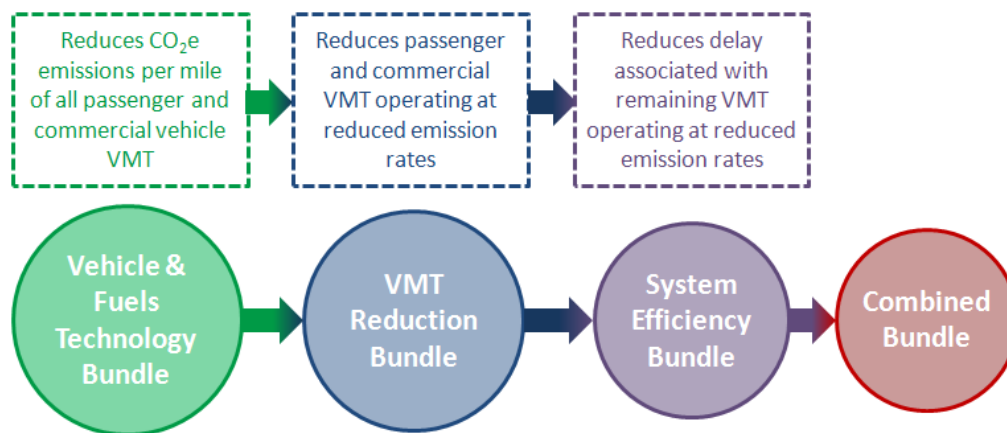 Reduces CO₂e
emissions per mile
of all passenger and
commercial vehicle
VMT
Reduces passenger
and commercial
VMT operating at
reduced emission
rates
Reduces delay
associated with
remaining VMT
operating at reduced
emission rates
Vehicle &
Fuels
Technology
Bundle
VMT
Reduction
Bundle
System
Efficiency
Bundle
Combined
Bundle